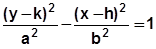 (y-k)²/a² - (x-h)²/b² = 1